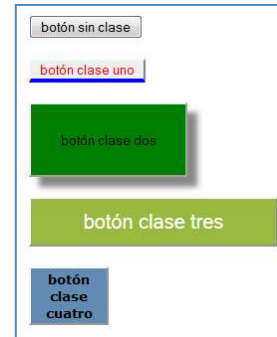 botón sin clase
botón clase uno
botón clase dos
botón clase tres
botón
clase
cuatro